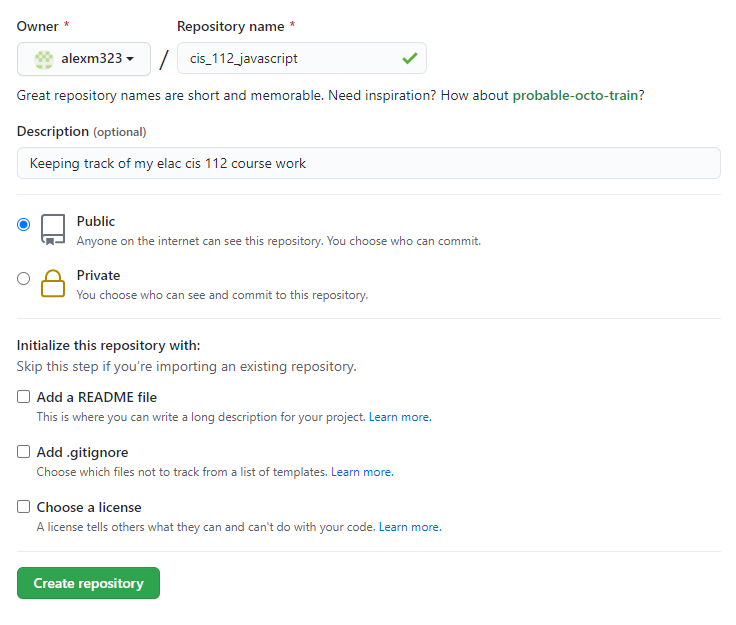 Owner * Repository name *
alexm323 / cis_112_javascript
Great repository names are short and memorable. Need inspiration? How about probable-octo-train?
Description (optional)
Keeping track of my elac cis 112 course work
Public
Anyone on the internet can see this repository. You choose who can commit.
Private
You choose who can see and commit to this repository.
Initialize this repository with:
Skip this step if you're importing an existing repository.
Add a README file
This is where you can write a long description for your project. Learn more.
Add .gitignore
Choose which files not to track from a list of templates. Learn more.
Choose a license
A license tells others what they can and can't do with your code. Learn more.
Create repository